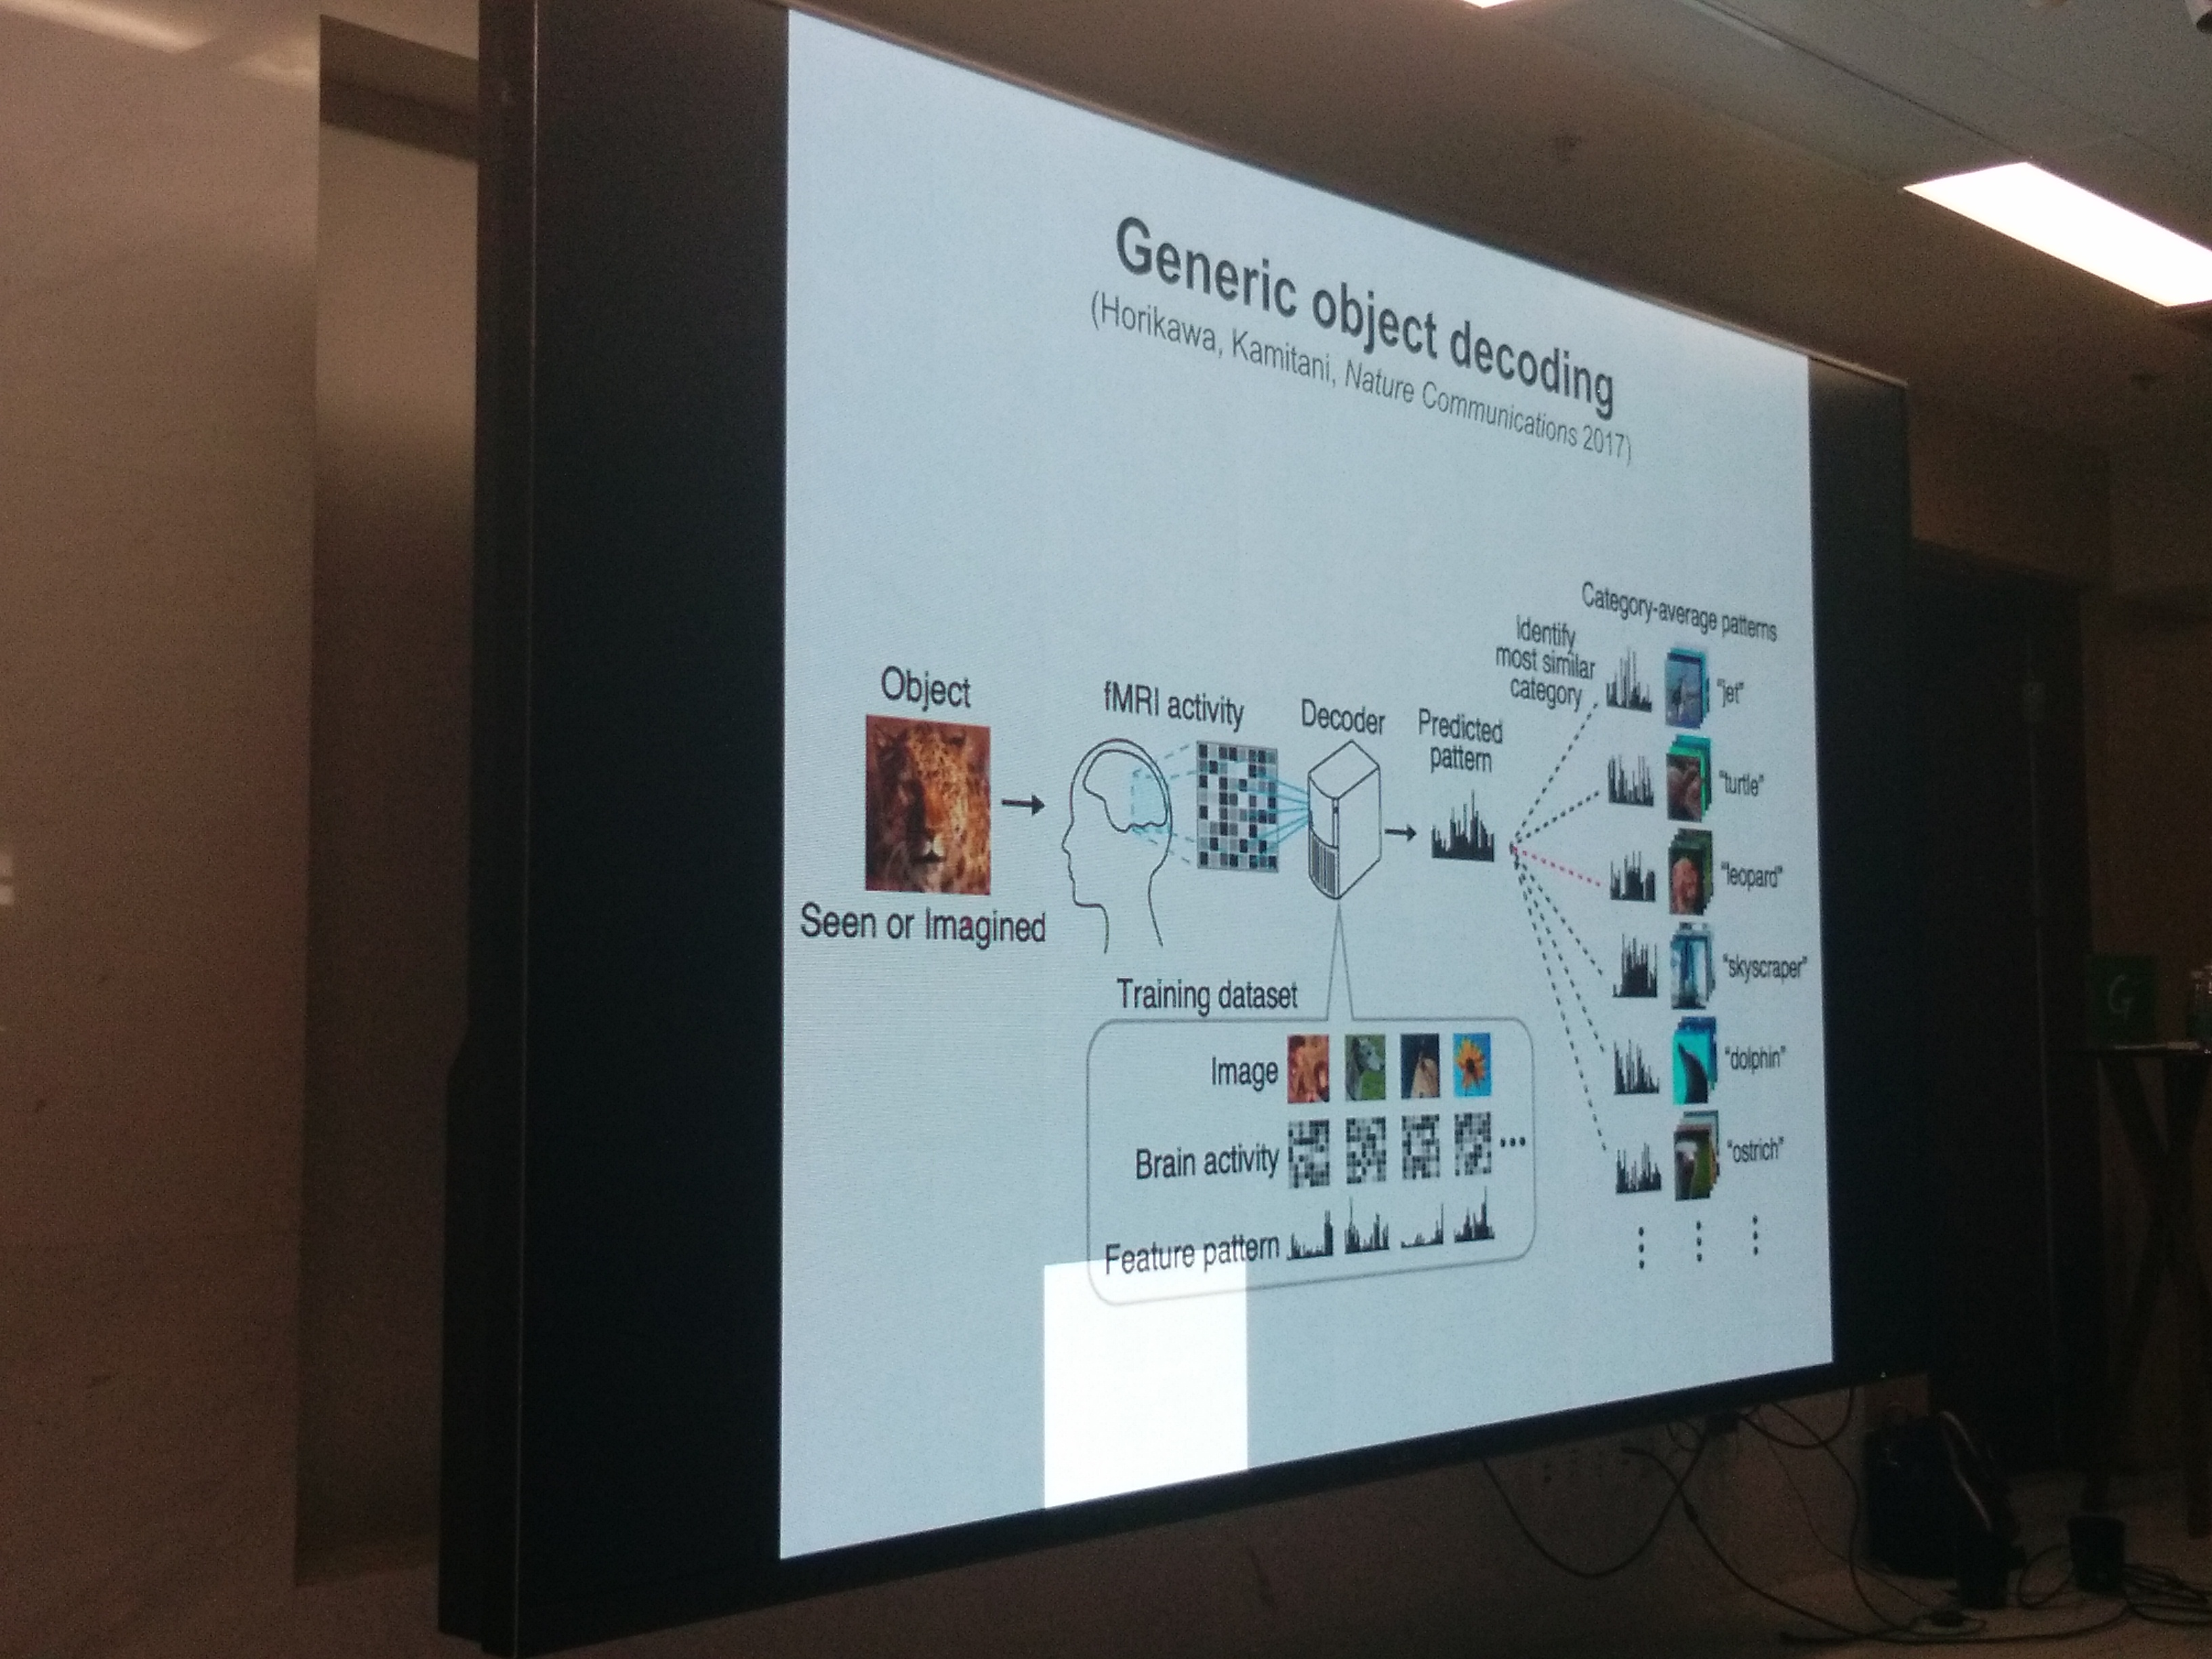 Generic object decoding
(Horikawa, Kamitani, Nature Communications 2017)
Object
Seen or Imagined
fMRI activity
Decoder
Predicted
pattern
Identify
most similar
category
Category-average patterns
"jet"
"turtle"
"leopard"
"skyscraper"
"dolphin"
"ostrich"
Training dataset
Image
Brain activity
Feature pattern